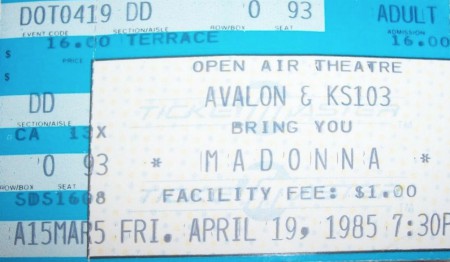 DOT0419 DD 0 93 ADULT
EVENT CODE SECTION/AISLE ROW/BOX SEAT ADMISSION
$ 16.00 TERRACE 16.00
PRICE
$
OPEN AIR THEATRE
DD
SECTION/AISLE
AVALON & KS103
CA 13X
BRING YOU
0 93
ROW/BOX SEAT
* MADONNA *
SDS1608
FACILITY FEE: $1.00
A15MAR5 FRI. APRIL 19, 1985 7:30P